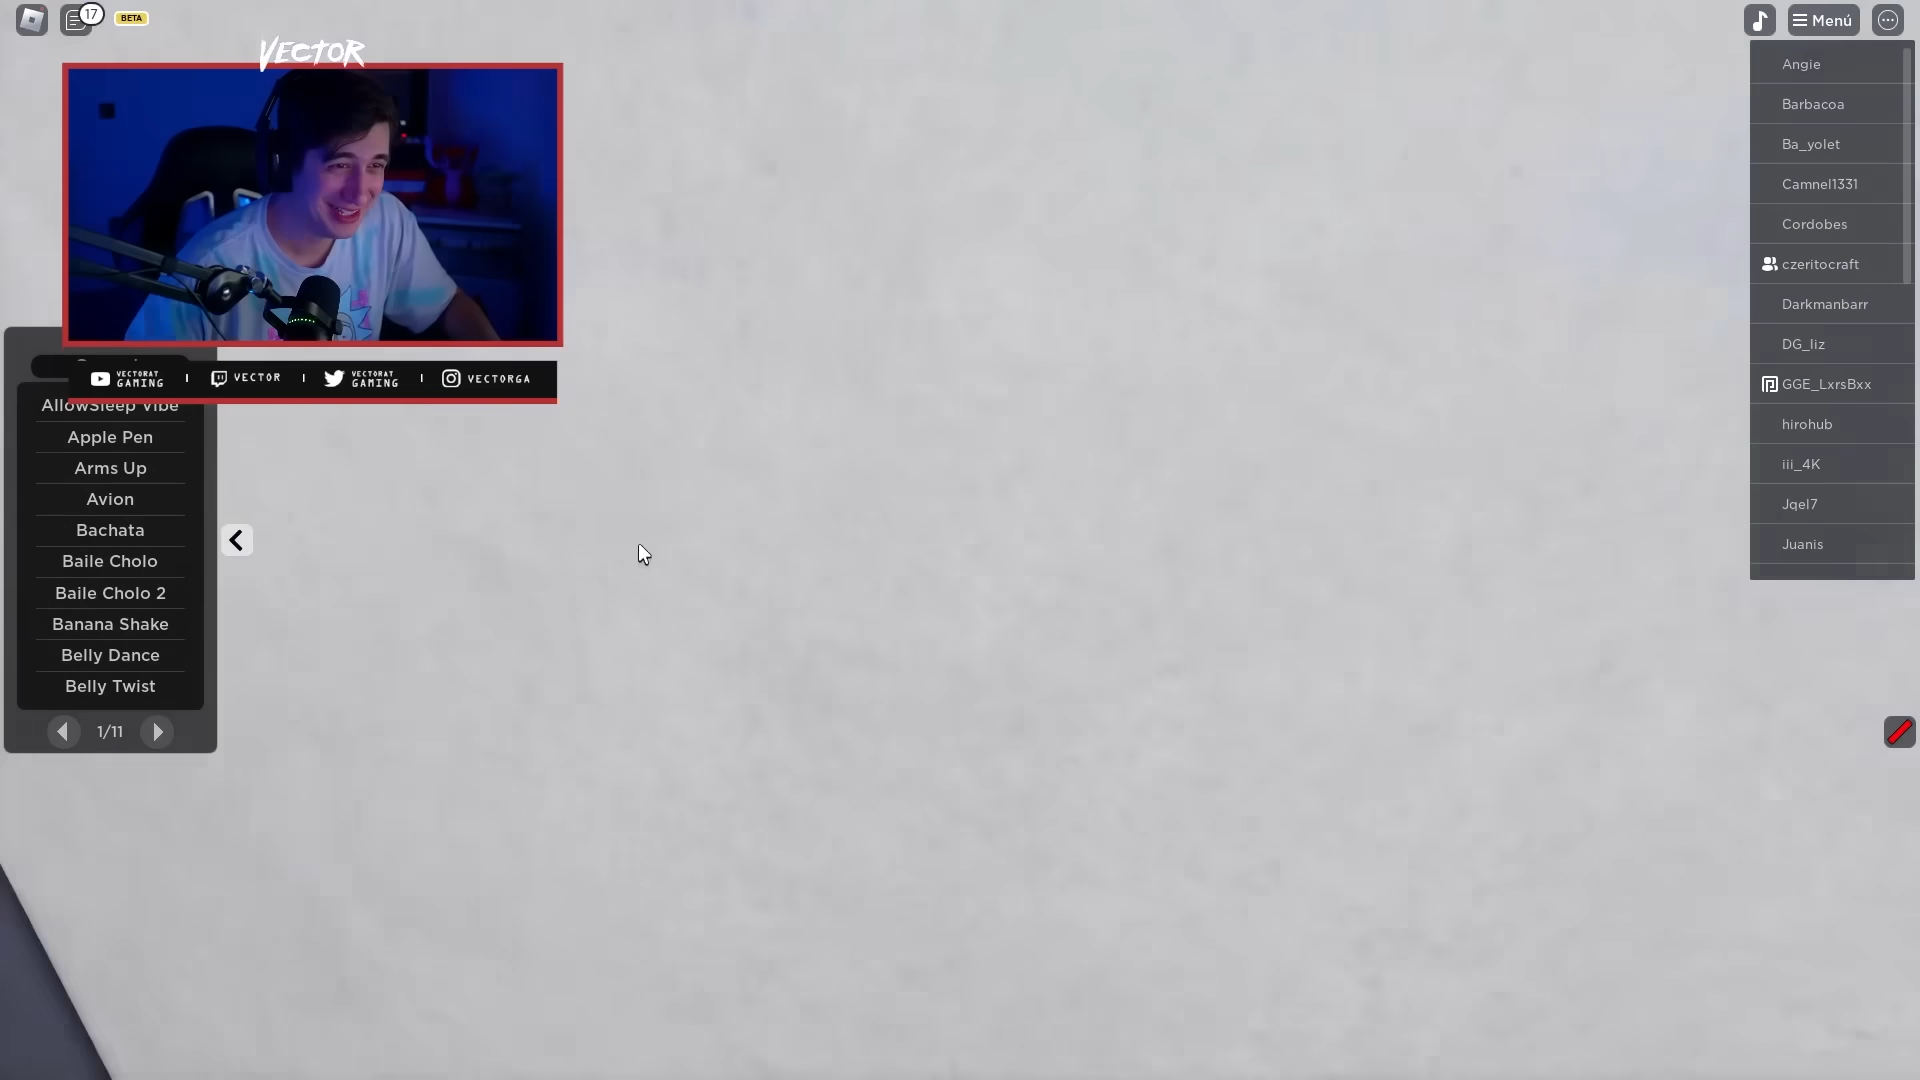 17
BETA
VECTOR
Menú
VECTORAT
GAMING
VECTOR
VECTORAT
GAMING
VECTORGA
AllowSleep Vibe
Apple Pen
Arms Up
Avion
Bachata
Baile Cholo
Baile Cholo 2
Banana Shake
Belly Dance
Belly Twist
1/11
Angie
Barbacoa
Ba_yolet
Camnel1331
Cordobes
czeritocraft
Darkmanbarr
DG_liz
GGE_LxrsBxx
hirohub
iii_4K
Jqel7
Juanis